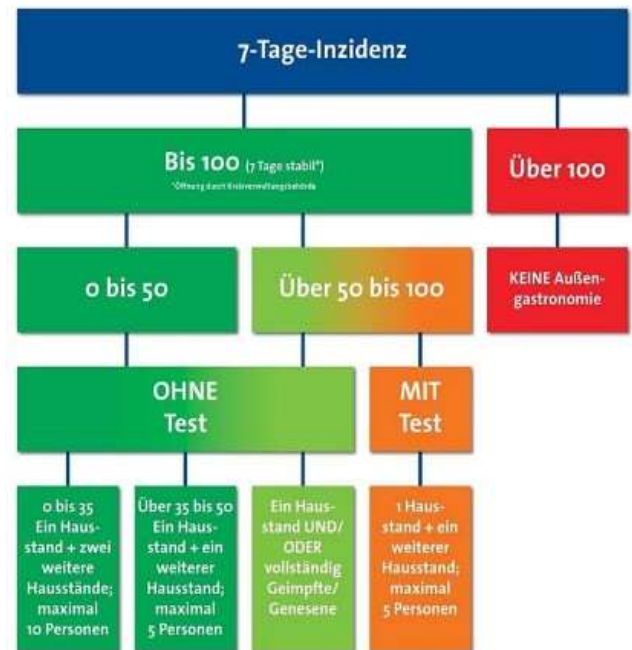 7-Tage-Inzidenz
Bis 100 (7 Tage stabil*)
*Öffnung durch Kreisverwaltungsbehörde
Über 100
0 bis 50
Über 50 bis 100
KEINE Außen-
gastronomie
OHNE
Test
MIT
Test
0 bis 35
Ein Haus-
stand + zwei
weitere
Hausstände;
maximal
10 Personen
Über 35 bis 50
Ein Haus-
stand + ein
weiterer
Hausstand;
maximal
5 Personen
Ein Haus-
stand UND/
ODER
vollständig
Geimpfte/
Genesene
1 Haus-
stand + ein
weiterer
Hausstand;
maximal
5 Personen